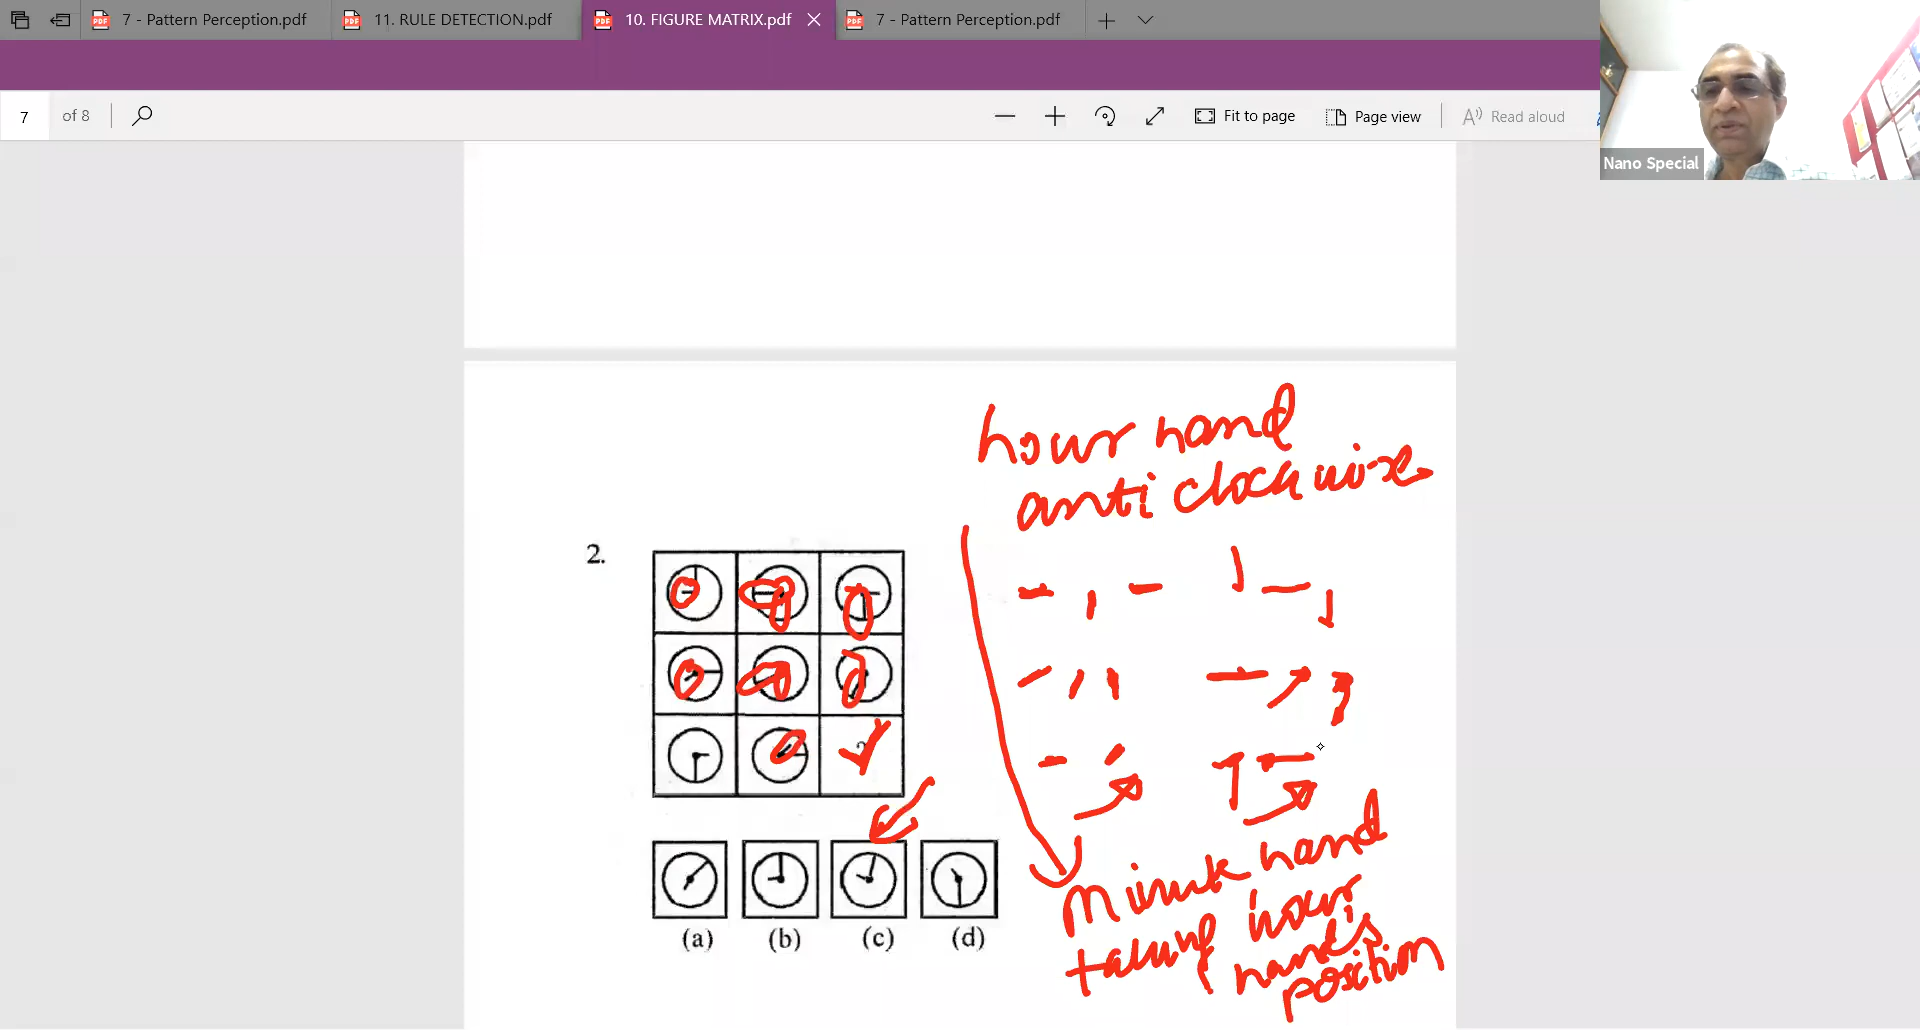 7 - Pattern Perception.pdf
11. RULE DETECTION.pdf
10. FIGURE MATRIX.pdf
7 - Pattern Perception.pdf
7 of 8
Fit to page
Page view
Read aloud
Nano Special
hour hand
anti clockwise
2.
?
(a) (b) (c) (d)
Minute hand
taking hour
hand's
position